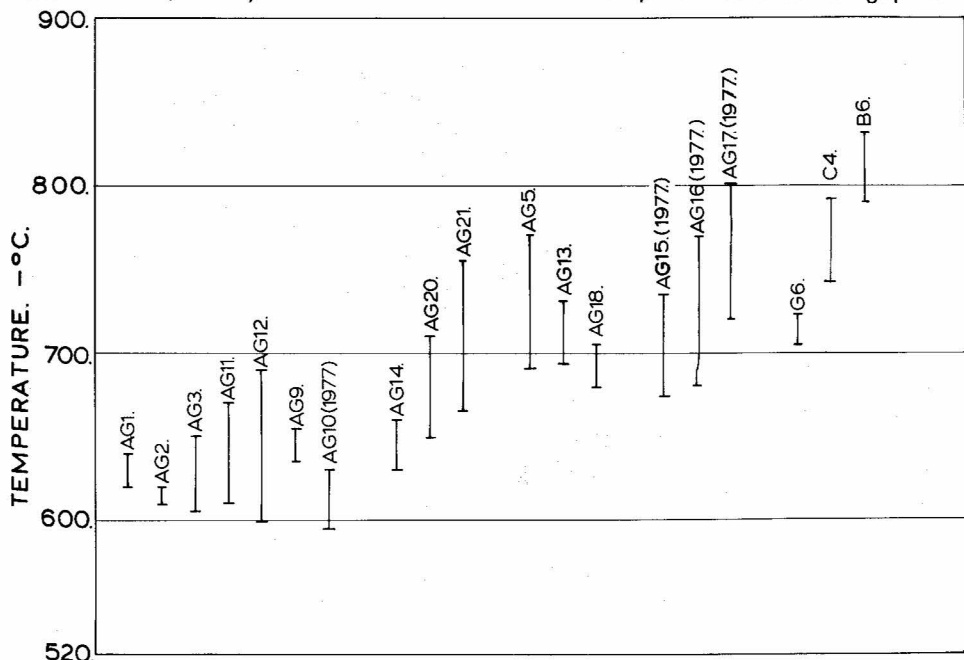 900.
800.
700.
600.
520.
TEMPERATURE. -°C.
AG1.
AG2.
AG3.
AG11.
AG12.
AG9.
AG10(1977)
AG14.
AG20.
AG21.
AG5.
AG13.
AG18.
AG15.(1977)
AG16(1977.)
AG17.(1977.)
G6.
C4.
B6.